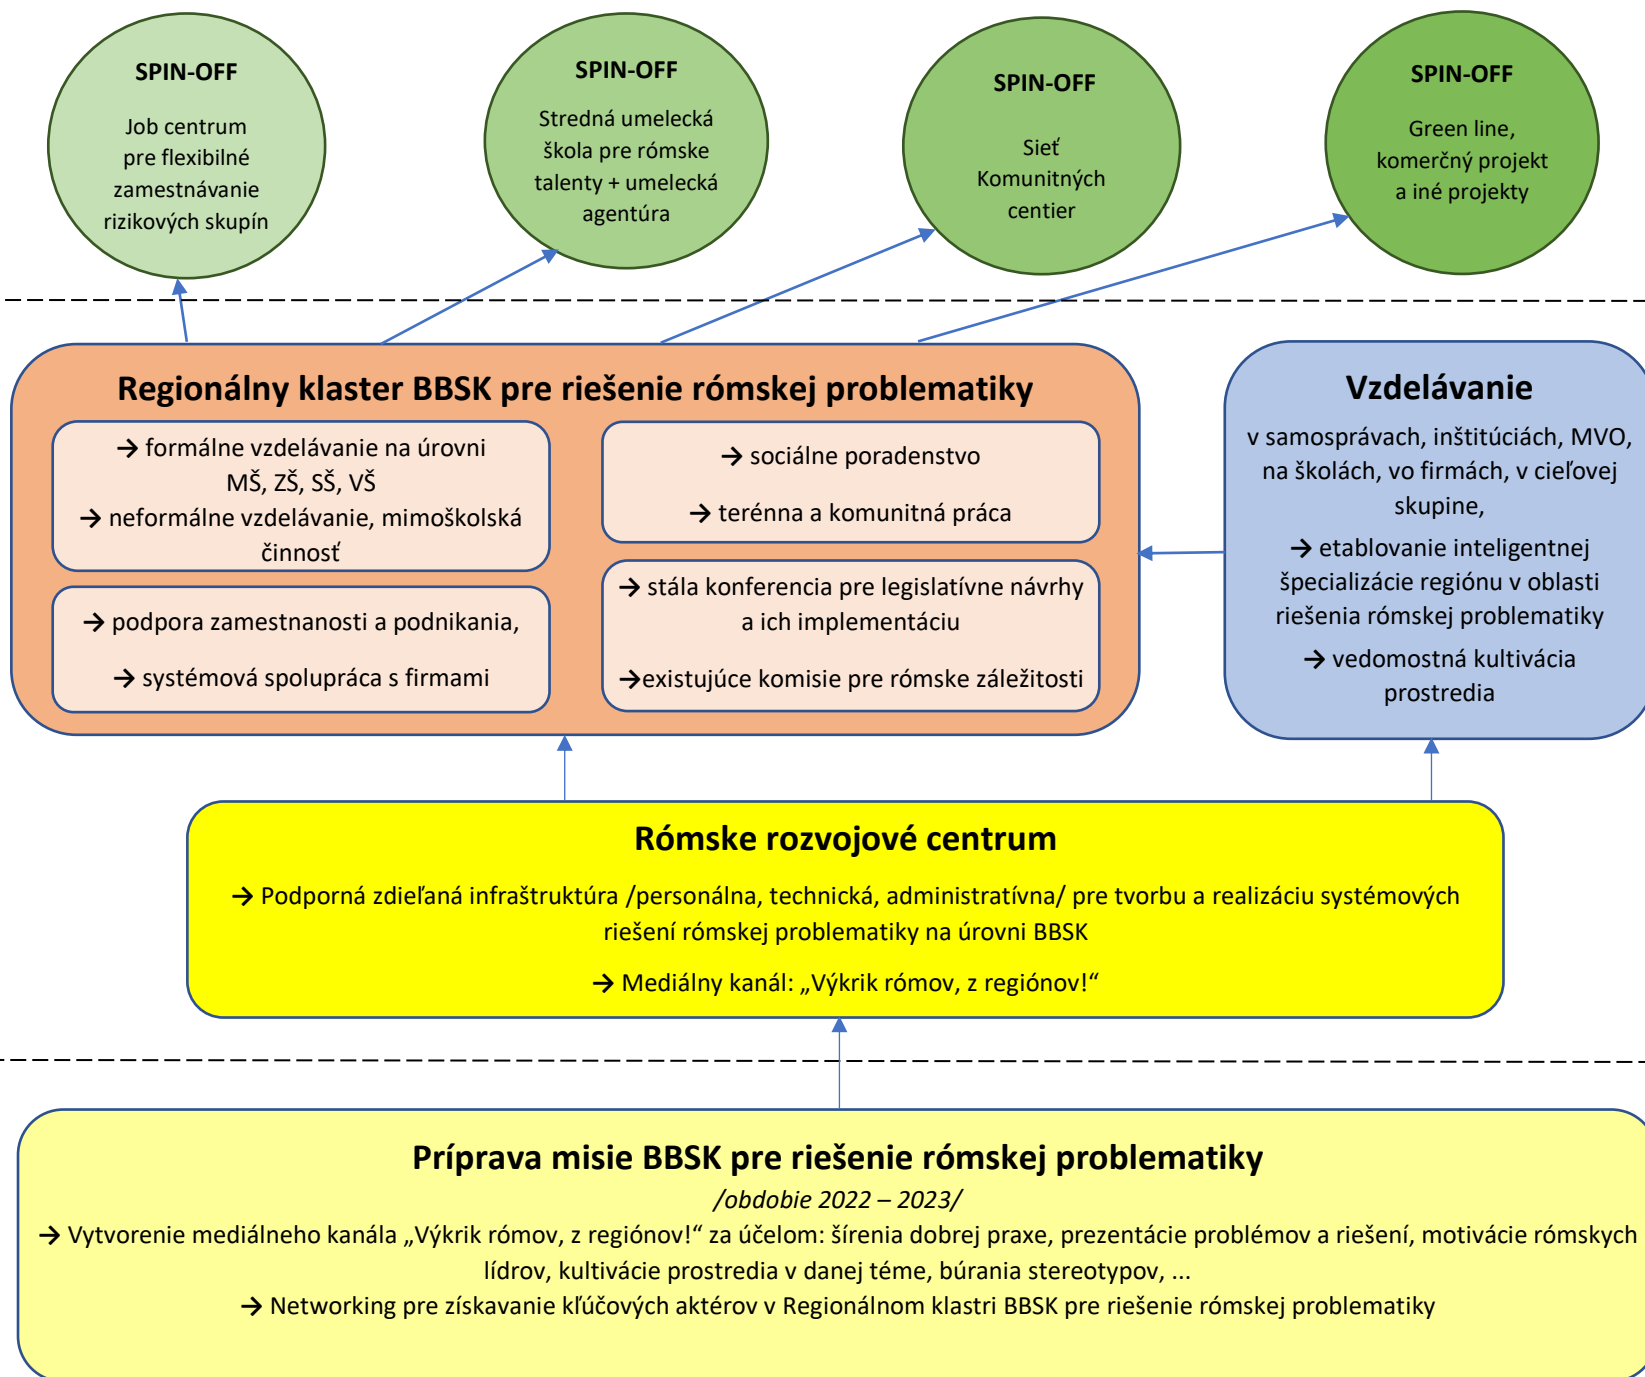 SPIN-OFF
Job centrum
pre flexibilné
zamestnávanie
rizikových skupín
SPIN-OFF
Stredná umelecká
škola pre rómske
talenty + umelecká
agentúra
SPIN-OFF
Sieť
Komunitných
centier
SPIN-OFF
Green line,
komerčný projekt
a iné projekty
Regionálny klaster BBSK pre riešenie rómskej problematiky
→ formálne vzdelávanie na úrovni
MŠ, ZŠ, SŠ, VŠ
→ neformálne vzdelávanie, mimoškolská
činnosť
→ sociálne poradenstvo
→ terénna a komunitná práca
→ podpora zamestnanosti a podnikania,
→ systémová spolupráca s firmami
→ stála konferencia pre legislatívne návrhy
a ich implementáciu
→existujúce komisie pre rómske záležitosti
Vzdelávanie
v samosprávach, inštitúciách, MVO,
na školách, vo firmách, v cieľovej
skupine,
→ etablovanie inteligentnej
špecializácie regiónu v oblasti
riešenia rómskej problematiky
→ vedomostná kultivácia
prostredia
Rómske rozvojové centrum
→ Podporná zdieľaná infraštruktúra /personálna, technická, administratívna/ pre tvorbu a realizáciu systémových
riešení rómskej problematiky na úrovni BBSK
→ Mediálny kanál: „Výkrik rómov, z regiónov!“
Príprava misie BBSK pre riešenie rómskej problematiky
/obdobie 2022 – 2023/
→ Vytvorenie mediálneho kanála „Výkrik rómov, z regiónov!“ za účelom: šírenia dobrej praxe, prezentácie problémov a riešení, motivácie rómskych
lídrov, kultivácie prostredia v danej téme, búrania stereotypov, ...
→ Networking pre získavanie kľúčových aktérov v Regionálnom klastri BBSK pre riešenie rómskej problematiky